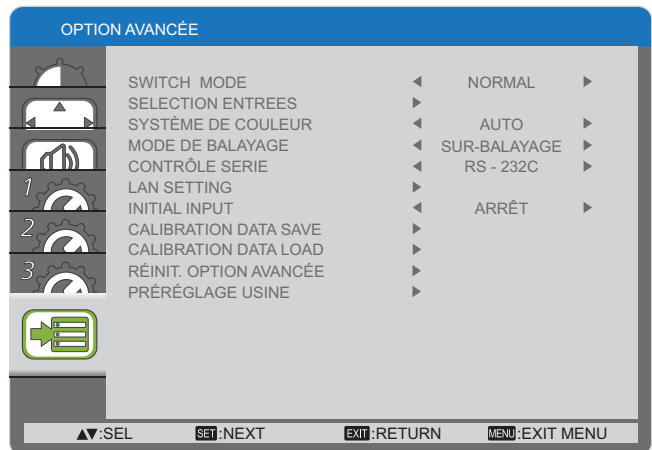 OPTION AVANCÉE
SWITCH MODE ◀ NORMAL ▶
SELECTION ENTREES ▶
SYSTÈME DE COULEUR ◀ AUTO ▶
MODE DE BALAYAGE ◀ SUR-BALAYAGE ▶
CONTRÔLE SERIE ◀ RS - 232C ▶
1 LAN SETTING ▶
INITIAL INPUT ◀ ARRÊT ▶
2 CALIBRATION DATA SAVE ▶
CALIBRATION DATA LOAD ▶
3 RÉINIT. OPTION AVANCÉE ▶
PRÉRÉGLAGE USINE ▶
▲▼:SEL SET:NEXT EXIT:RETURN MENU:EXIT MENU